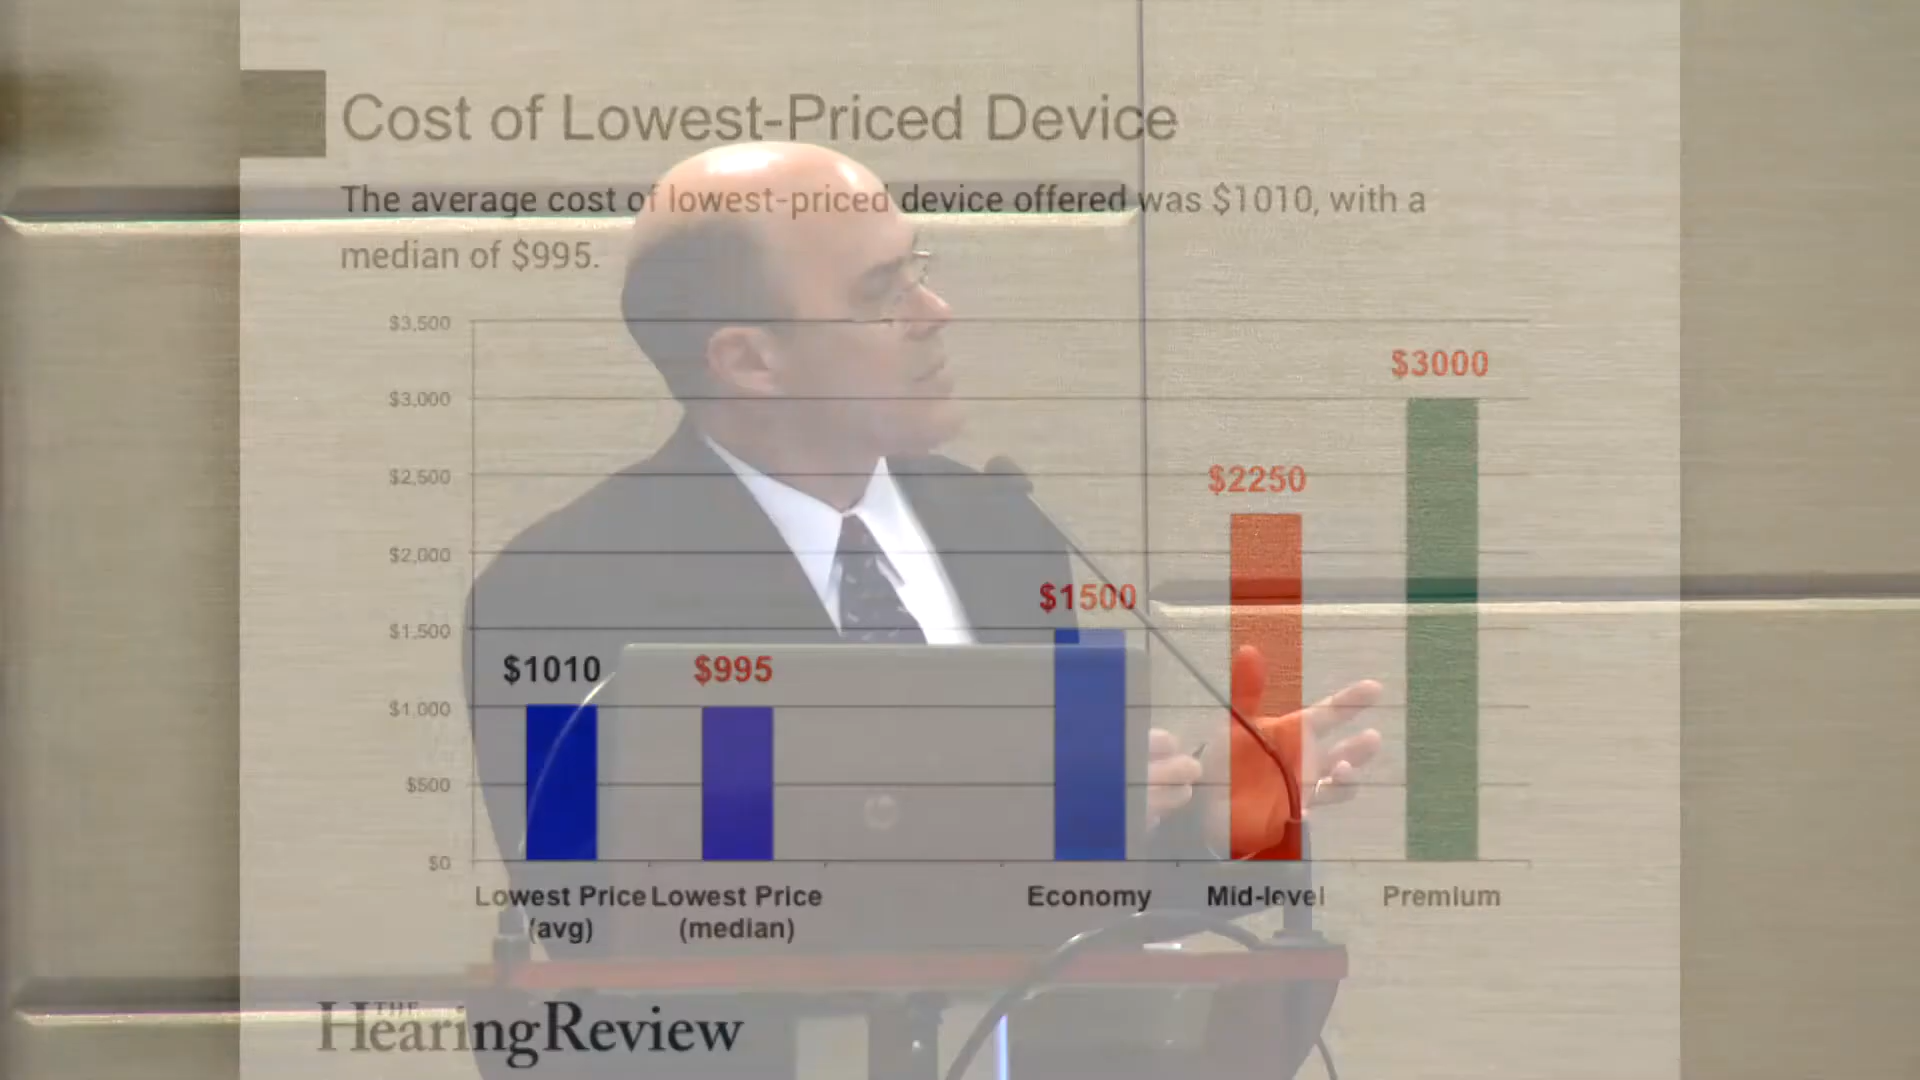 Cost of Lowest-Priced Device
The average cost of lowest-priced device offered was $1010, with a
median of $995.
$3,500
$3,000
$2,500
$2,000
$1,500
$1,000
$500
$0
$1010
$995
$1500
$2250
$3000
Lowest Price
(avg)
Lowest Price
(median)
Economy
Mid-level
Premium
THE
HearingReview